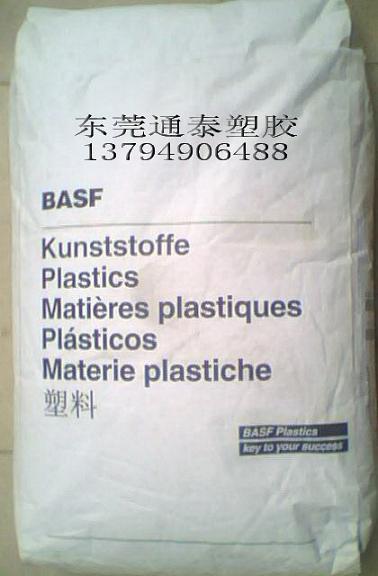 东莞通泰塑胶
13794906488
BASF
Kunststoffe
Plastics
Matières plastiques
Plásticos
Materie plastiche
塑料
BASF Plastics
key to your success